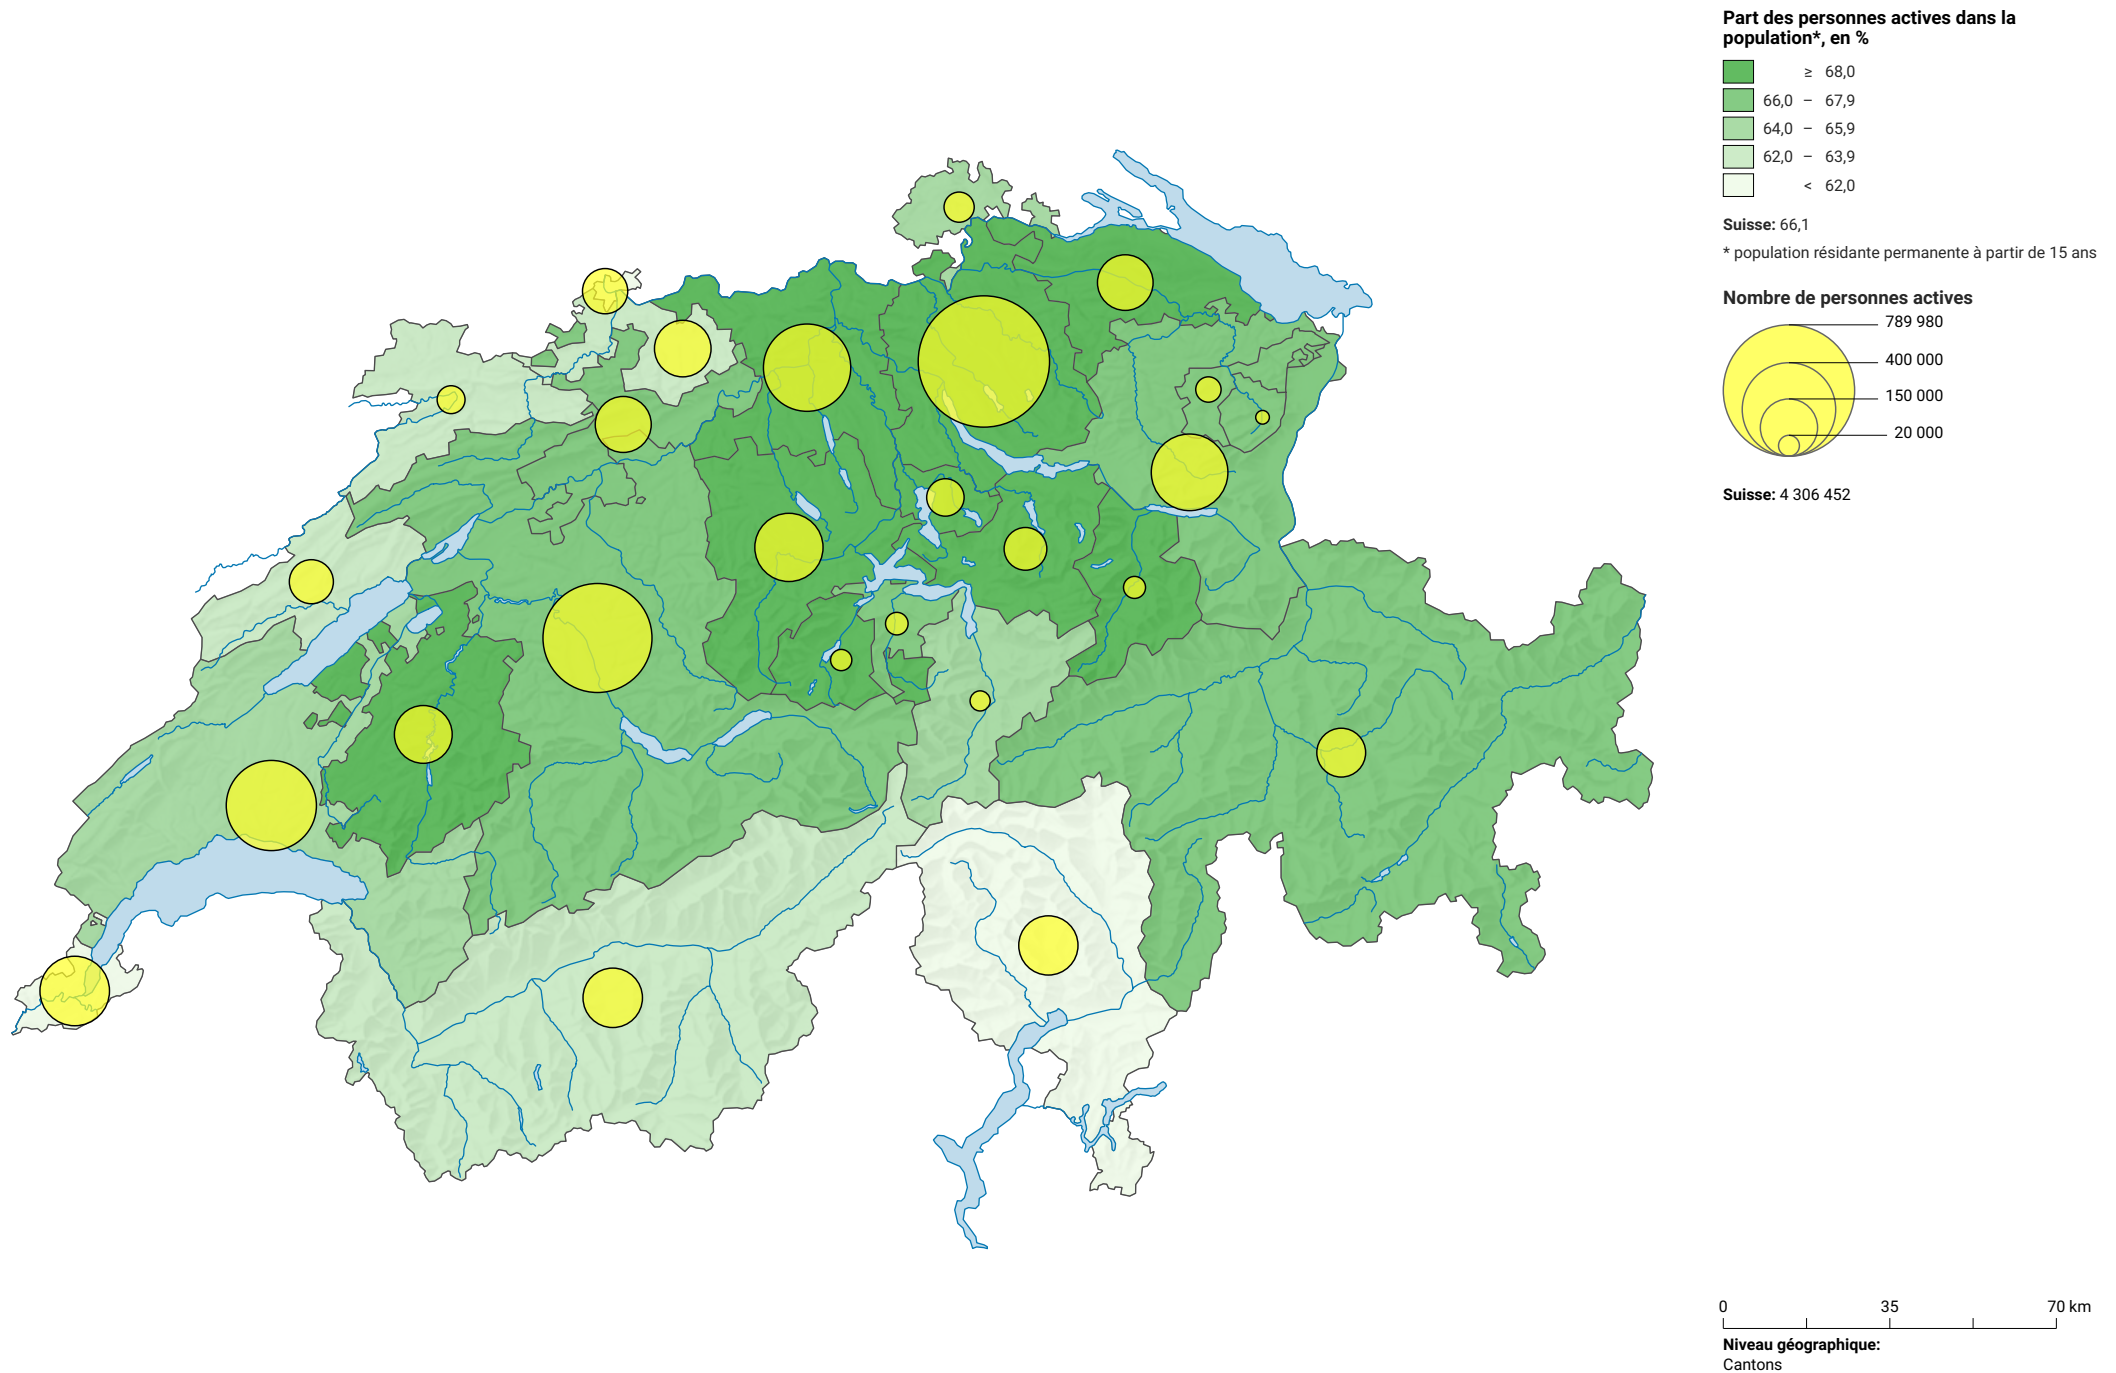 Part des personnes actives dans la
population*, en %
≥ 68,0
66,0 – 67,9
64,0 – 65,9
62,0 – 63,9
< 62,0
Suisse: 66,1
* population résidante permanente à partir de 15 ans
Nombre de personnes actives
789 980
400 000
150 000
20 000
Suisse: 4 306 452
0 35 70 km
Niveau géographique:
Cantons